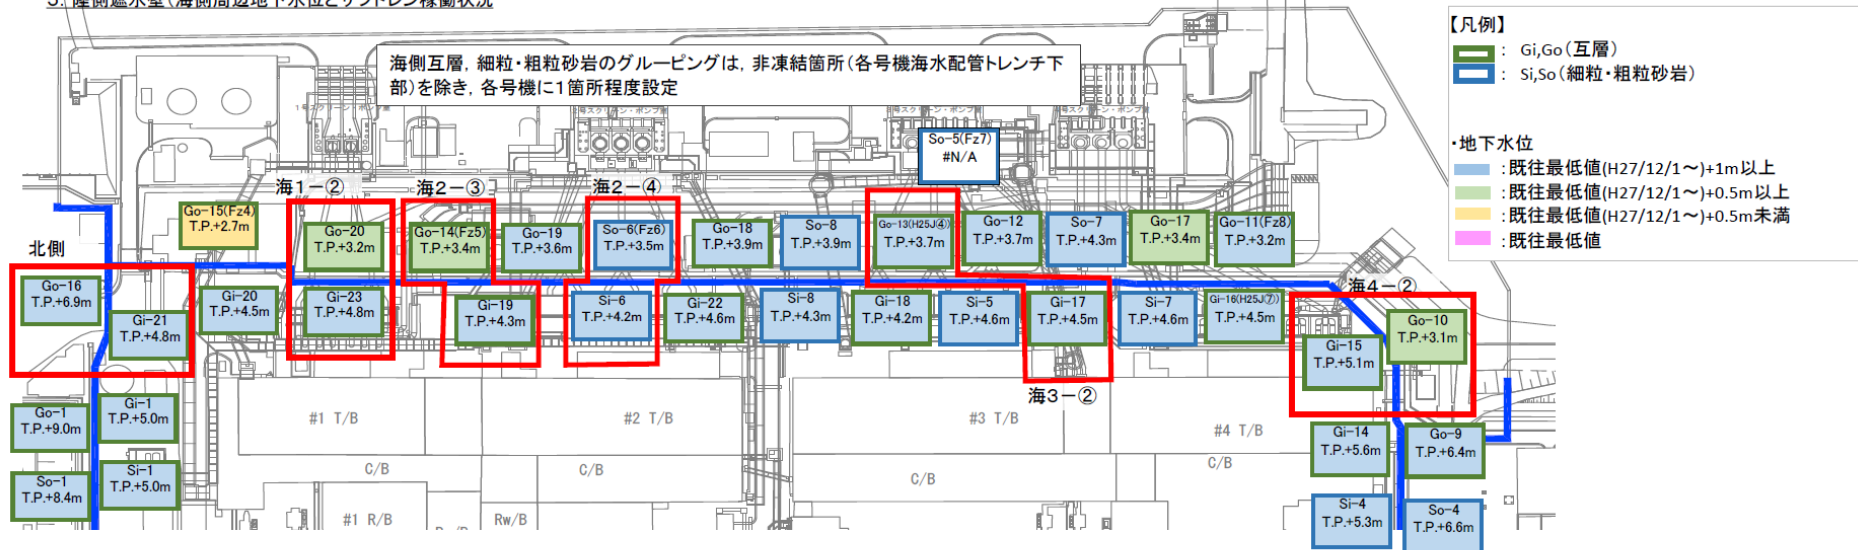 3. 陸側遮水壁(海側周辺地下水位とサブドレン稼働状況
【凡例】
: Gi,Go(互層)
: Si,So(細粒・粗粒砂岩)
・地下水位
:既往最低値(H27/12/1～)+1m以上
:既往最低値(H27/12/1～)+0.5m以上
:既往最低値(H27/12/1～)+0.5m未満
:既往最低値
海側互層, 細粒・粗粒砂岩のグルーピングは, 非凍結箇所(各号機海水配管トレンチ下
部)を除き, 各号機に1箇所程度設定
So-5(Fz7)
#N/A
海1-②
海2-③
海2-④
Go-15(Fz4)
T.P.+2.7m
Go-20
T.P.+3.2m
Go-14(Fz5)
T.P.+3.4m
Go-19
T.P.+3.6m
So-6(Fz6)
T.P.+3.5m
Go-18
T.P.+3.9m
So-8
T.P.+3.9m
Go-13(H25J④)
T.P.+3.7m
Go-12
T.P.+3.7m
So-7
T.P.+4.3m
Go-17
T.P.+3.4m
Go-11(Fz8)
T.P.+3.2m
北側
Go-16
T.P.+6.9m
Gi-21
T.P.+4.8m
Gi-20
T.P.+4.5m
Gi-23
T.P.+4.8m
Gi-19
T.P.+4.3m
Si-6
T.P.+4.2m
Gi-22
T.P.+4.6m
Si-8
T.P.+4.3m
Gi-18
T.P.+4.2m
Si-5
T.P.+4.6m
Gi-17
T.P.+4.5m
Si-7
T.P.+4.6m
Gi-16(H25J⑦)
T.P.+4.5m
海4-②
Go-10
T.P.+3.1m
Gi-15
T.P.+5.1m
海3-②
Go-1
T.P.+9.0m
Gi-1
T.P.+5.0m
#1 T/B
#2 T/B
#3 T/B
#4 T/B
Gi-14
T.P.+5.6m
Go-9
T.P.+6.4m
So-1
T.P.+8.4m
Si-1
T.P.+5.0m
C/B
C/B
C/B
C/B
#1 R/B
Rw/B
Si-4
T.P.+5.3m
So-4
T.P.+6.6m